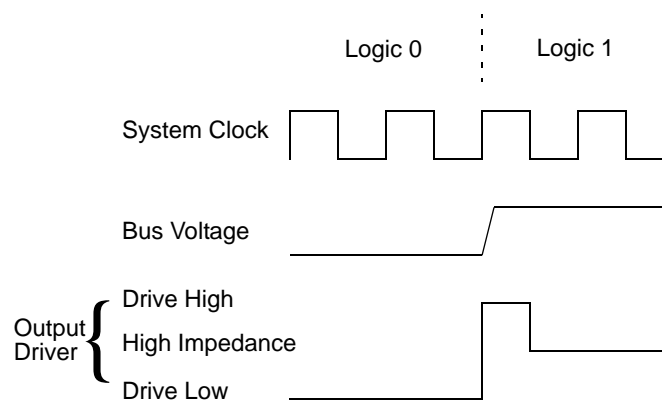 Logic 0
Logic 1
System Clock
Bus Voltage
Drive High
Output
Driver
High Impedance
Drive Low